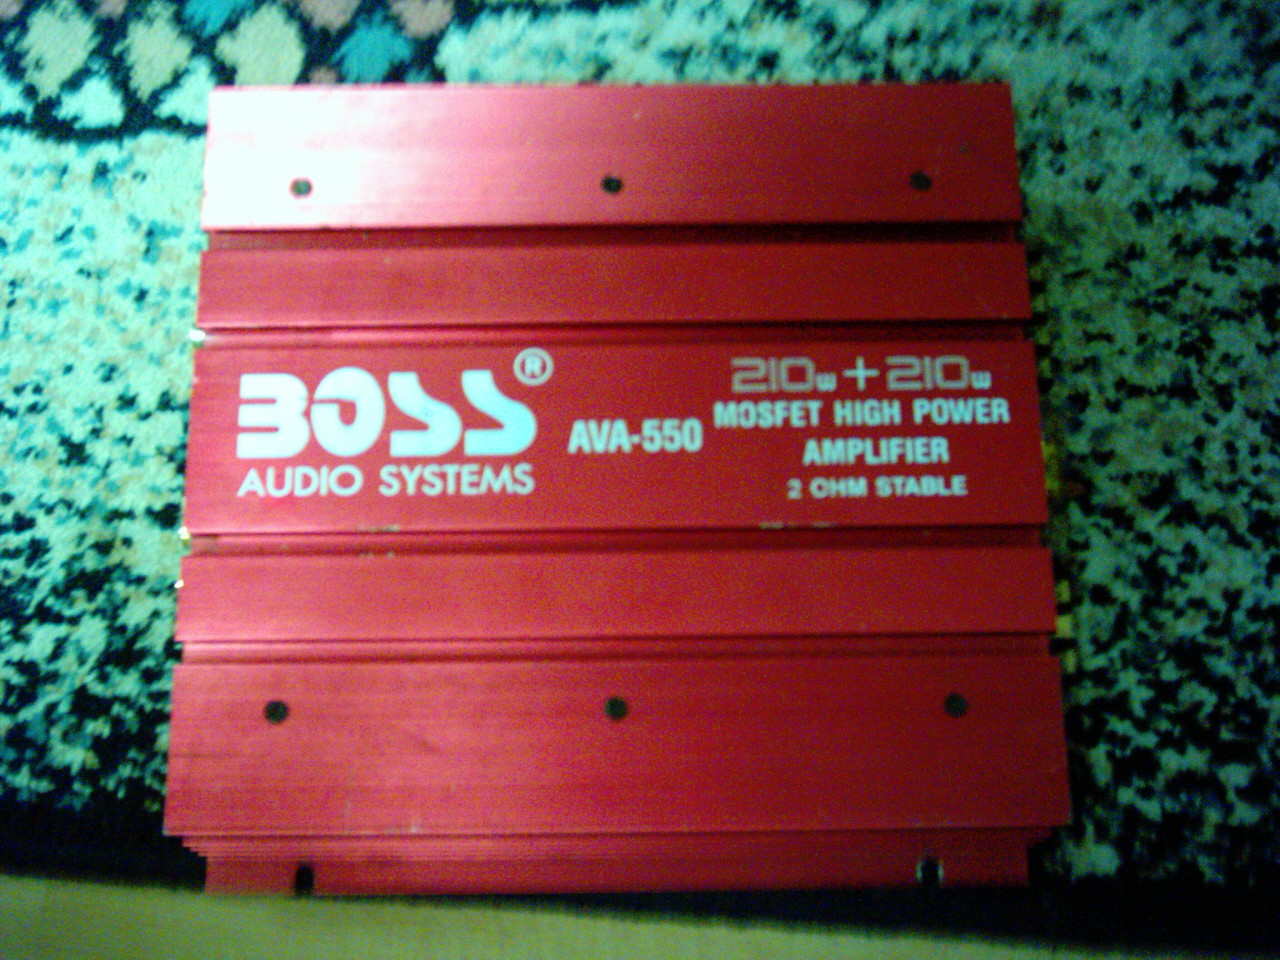 BOSS®
AUDIO SYSTEMS
AVA-550
210w+210w
MOSFET HIGH POWER
AMPLIFIER
2 OHM STABLE